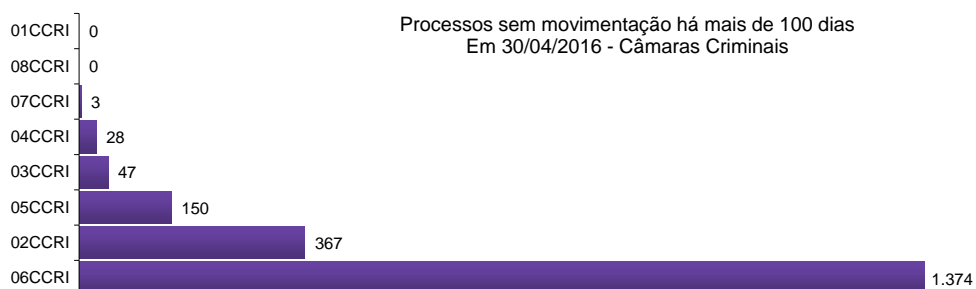 Processos sem movimentação há mais de 100 dias
Em 30/04/2016 - Câmaras Criminais
01CCRI 0
08CCRI 0
07CCRI 3
04CCRI 28
03CCRI 47
05CCRI 150
02CCRI 367
06CCRI 1.374